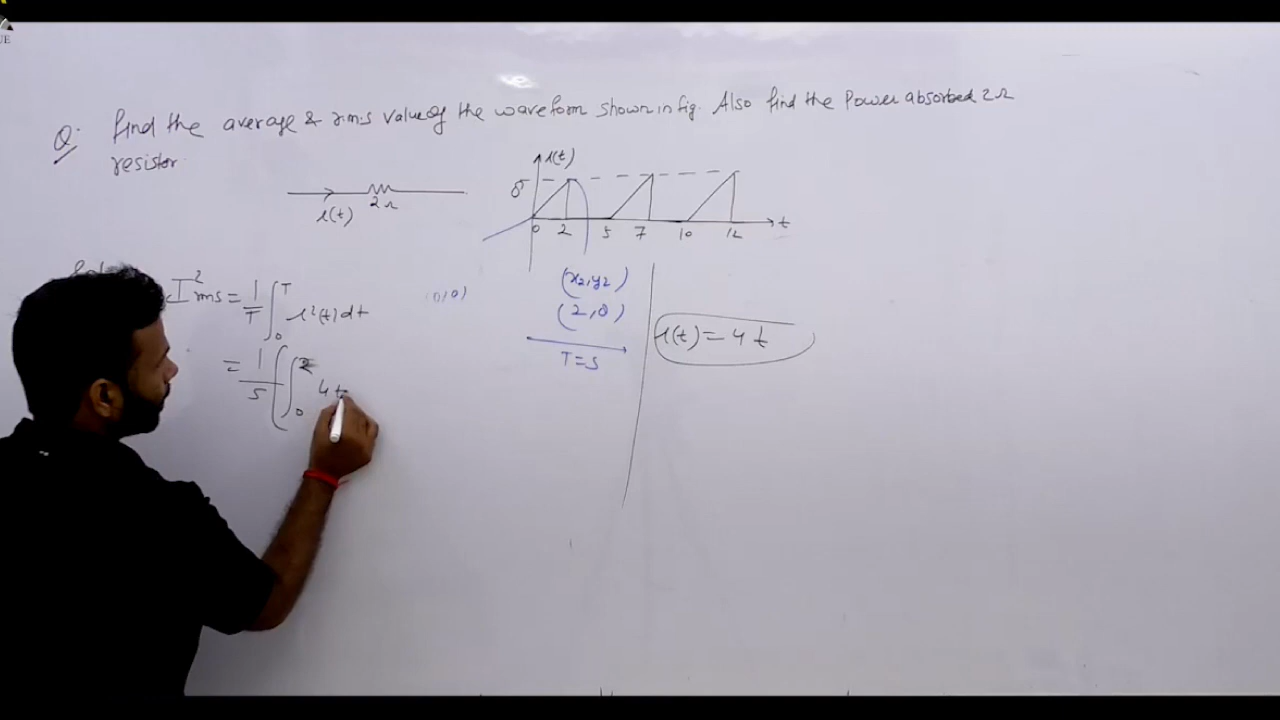 Q: find the average & r.m.s value of the waveform shown in fig. Also find the Power absorbed 2Ω
resistor
i(t)
8
i(t) 2Ω
0 2 5 7 10 12 t
I²rms = 1/T ∫₀ᵀ i²(t) dt
(0,0)
(x2,y2)
(2,8)
T=5
i(t) = 4t
= 1/5 ( ∫₀² 4t